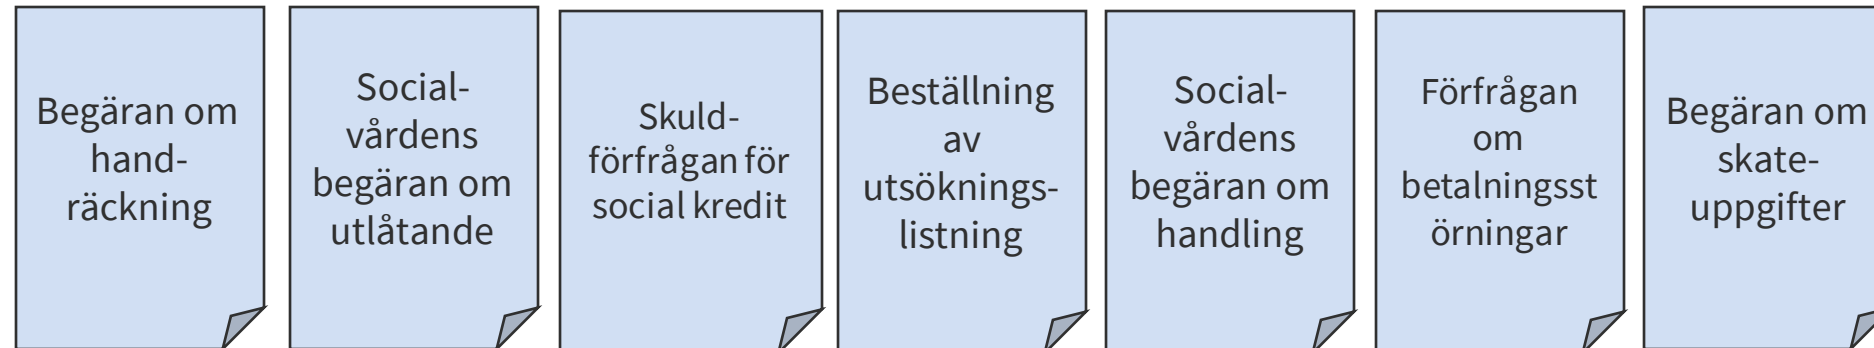 Begäran om
hand-
räckning
Social-
vårdens
begäran om
utlåtande
Skuld-
förfrågan för
social kredit
Beställning
av
utsöknings-
listning
Social-
vårdens
begäran om
handling
Förfrågan
om
betalningsst
örningar
Begäran om
skate-
uppgifter